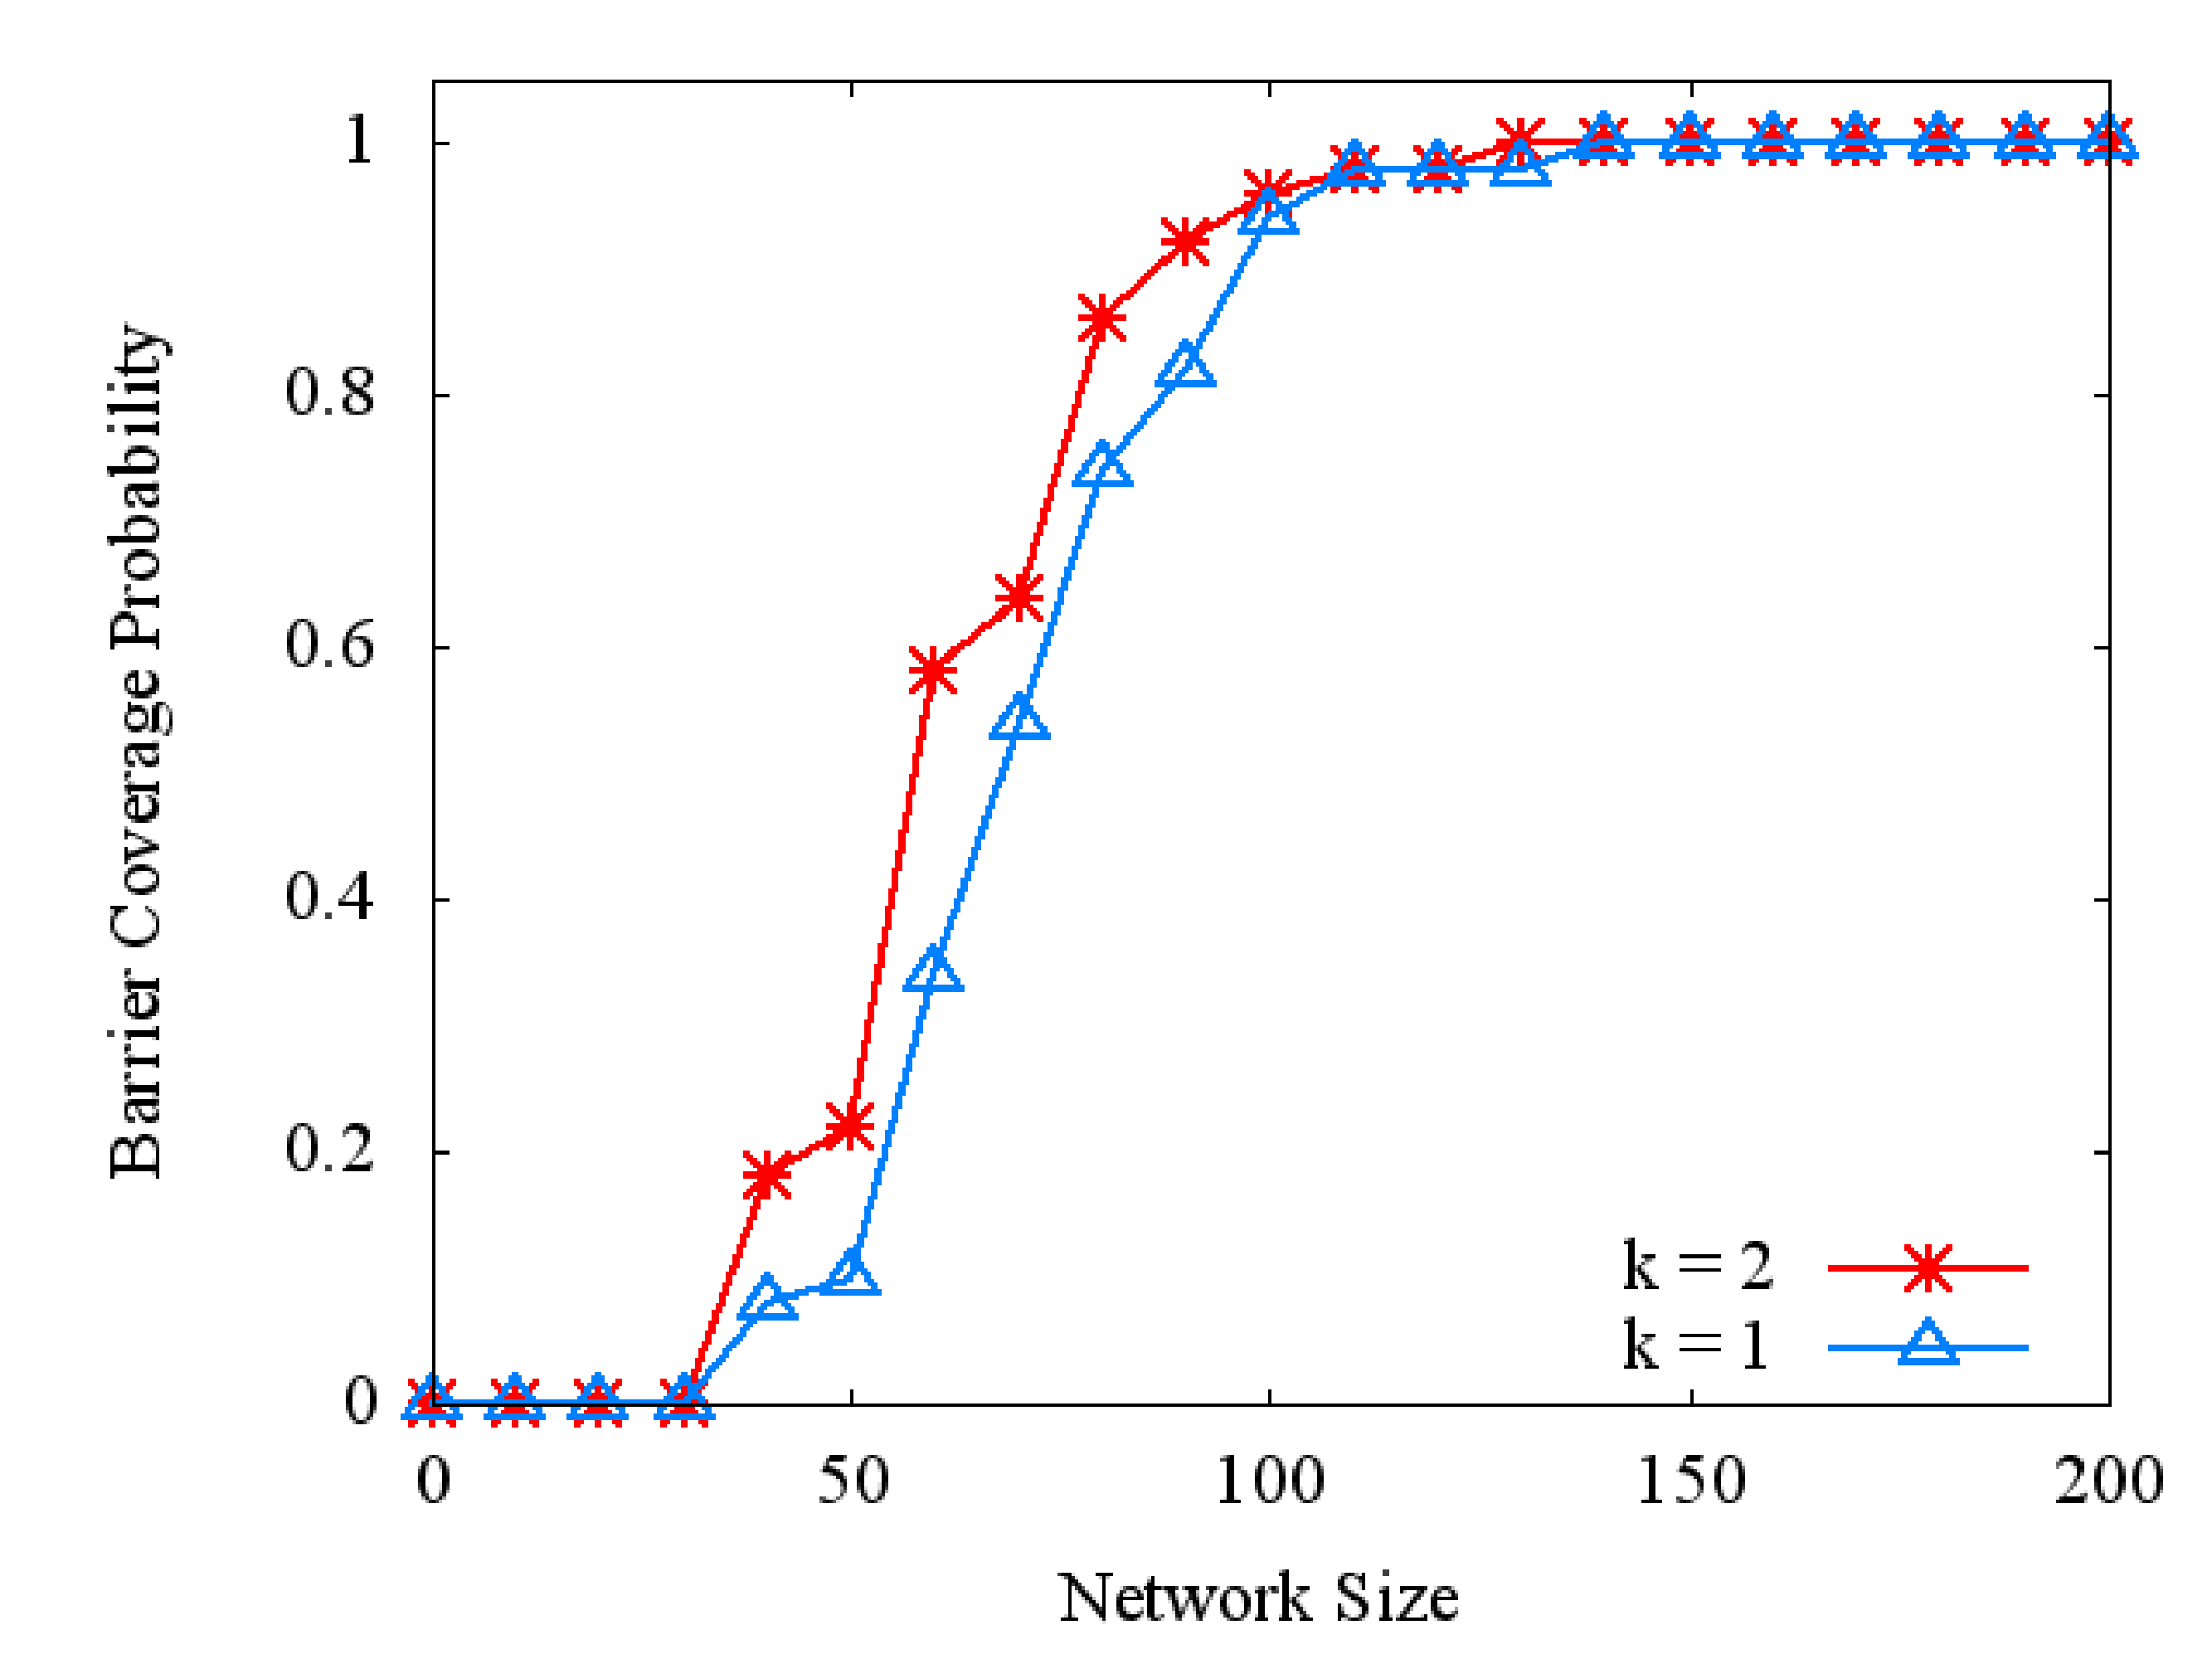 1
0.8
0.6
0.4
0.2
0
Barrier Coverage Probability
k = 2
k = 1
0 50 100 150 200
Network Size